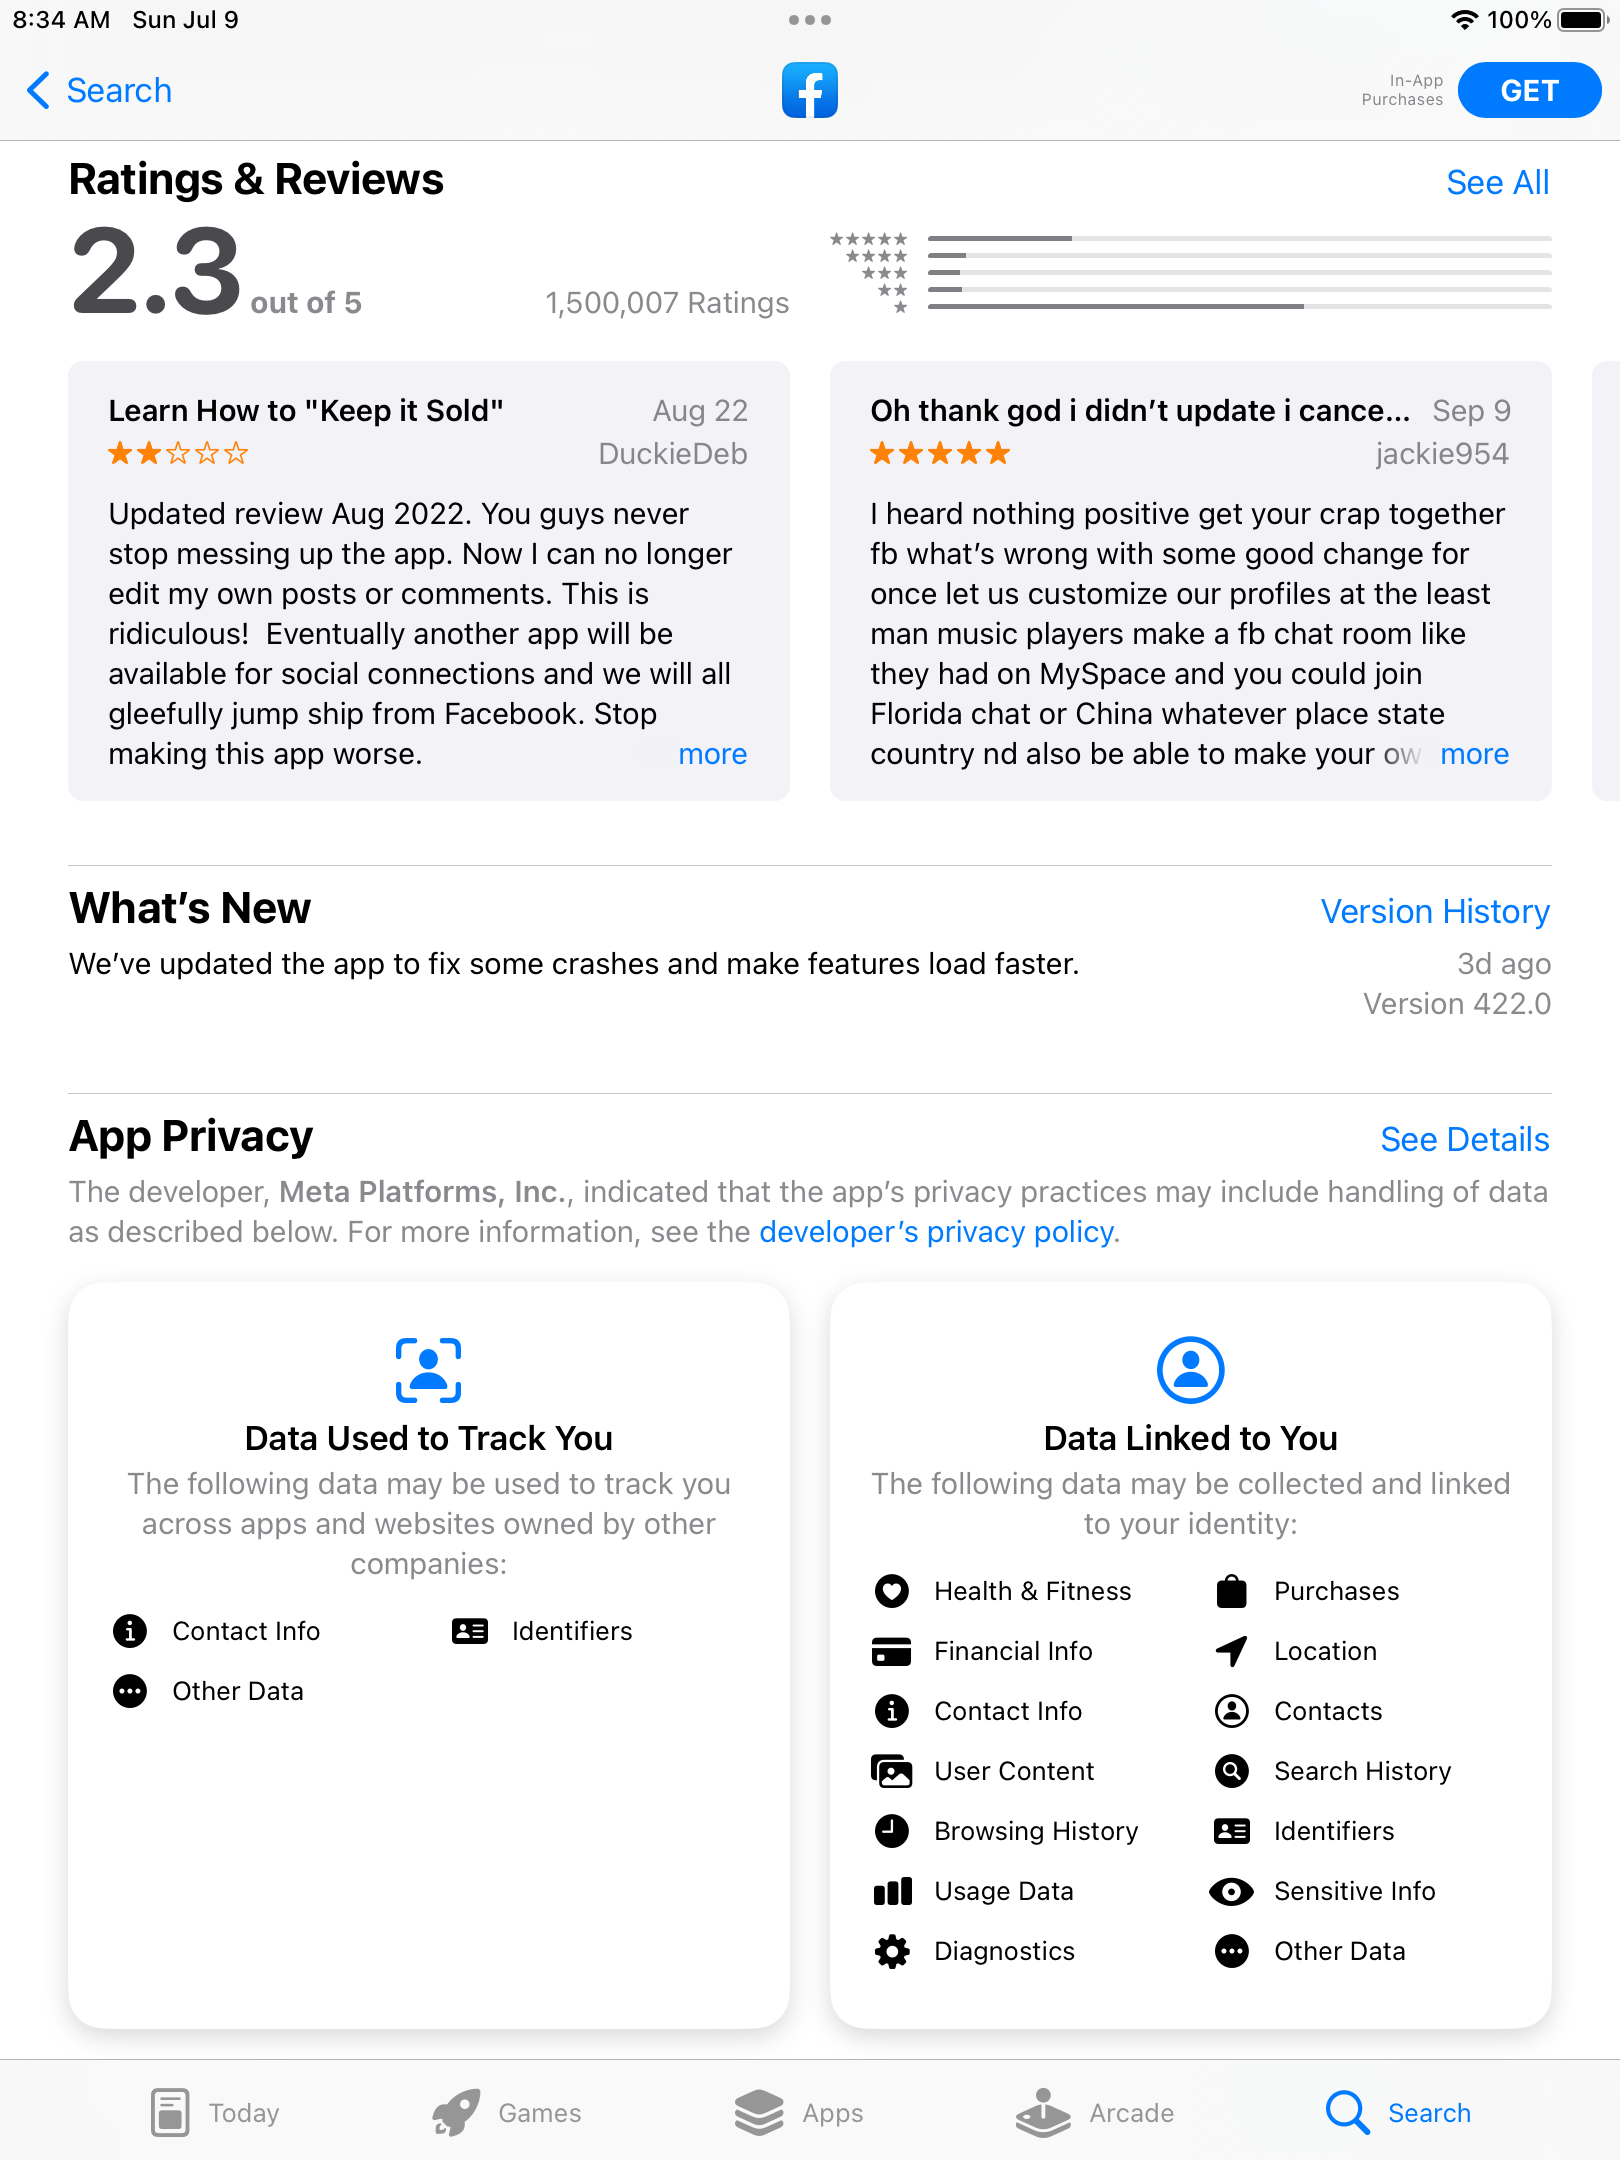 8:34 AM Sun Jul 9 100%
Search In-App Purchases GET
Ratings & Reviews See All
2.3 out of 5 1,500,007 Ratings
Learn How to "Keep it Sold" Aug 22
DuckieDeb
Updated review Aug 2022. You guys never
stop messing up the app. Now I can no longer
edit my own posts or comments. This is
ridiculous!  Eventually another app will be
available for social connections and we will all
gleefully jump ship from Facebook. Stop
making this app worse. more
Oh thank god i didn’t update i cance... Sep 9
jackie954
I heard nothing positive get your crap together
fb what’s wrong with some good change for
once let us customize our profiles at the least
man music players make a fb chat room like
they had on MySpace and you could join
Florida chat or China whatever place state
country nd also be able to make your ow more
What’s New Version History
We’ve updated the app to fix some crashes and make features load faster. 3d ago
Version 422.0
App Privacy See Details
The developer, Meta Platforms, Inc., indicated that the app’s privacy practices may include handling of data
as described below. For more information, see the developer’s privacy policy.
Data Used to Track You
The following data may be used to track you
across apps and websites owned by other
companies:
Contact Info Identifiers
Other Data
Data Linked to You
The following data may be collected and linked
to your identity:
Health & Fitness Purchases
Financial Info Location
Contact Info Contacts
User Content Search History
Browsing History Identifiers
Usage Data Sensitive Info
Diagnostics Other Data
Today Games Apps Arcade Search